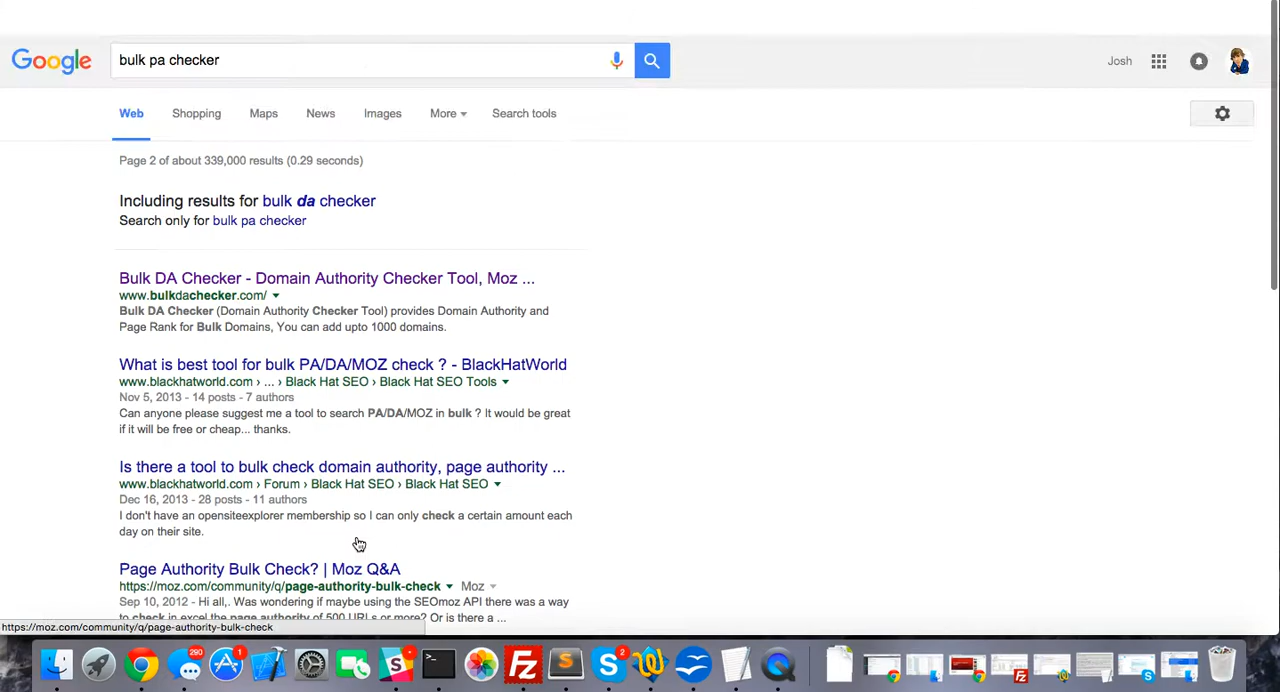 Google
bulk pa checker
Josh
Web Shopping Maps News Images More Search tools
Page 2 of about 339,000 results (0.29 seconds)
Including results for bulk da checker
Search only for bulk pa checker
Bulk DA Checker - Domain Authority Checker Tool, Moz ...
www.bulkdachecker.com/
Bulk DA Checker (Domain Authority Checker Tool) provides Domain Authority and
Page Rank for Bulk Domains, You can add upto 1000 domains.
What is best tool for bulk PA/DA/MOZ check ? - BlackHatWorld
www.blackhatworld.com › ... › Black Hat SEO › Black Hat SEO Tools
Nov 5, 2013 - 14 posts - 7 authors
Can anyone please suggest me a tool to search PA/DA/MOZ in bulk ? It would be great
if it will be free or cheap... thanks.
Is there a tool to bulk check domain authority, page authority ...
www.blackhatworld.com › Forum › Black Hat SEO › Black Hat SEO
Dec 16, 2013 - 28 posts - 11 authors
I don't have an opensiteexplorer membership so I can only check a certain amount each
day on their site.
Page Authority Bulk Check? | Moz Q&A
https://moz.com/community/q/page-authority-bulk-check Moz
Sep 10, 2012 - Hi all,. Was wondering if maybe using the SEOmoz API there was a way
to check in excel the page authority of 500 URLs or more? Or is there a ...
https://moz.com/community/q/page-authority-bulk-check
290
1
2